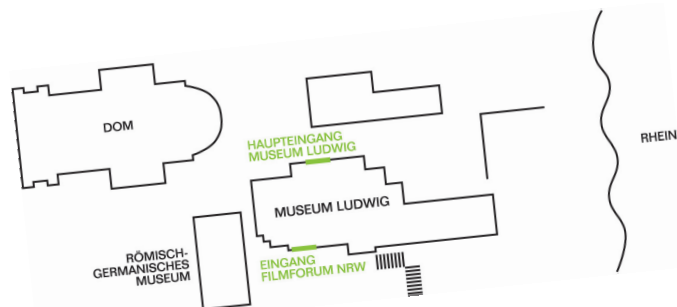 DOM
HAUPTEINGANG
MUSEUM LUDWIG
RHEIN
MUSEUM LUDWIG
RÖMISCH-
GERMANISCHES
MUSEUM
EINGANG
FILMFORUM NRW